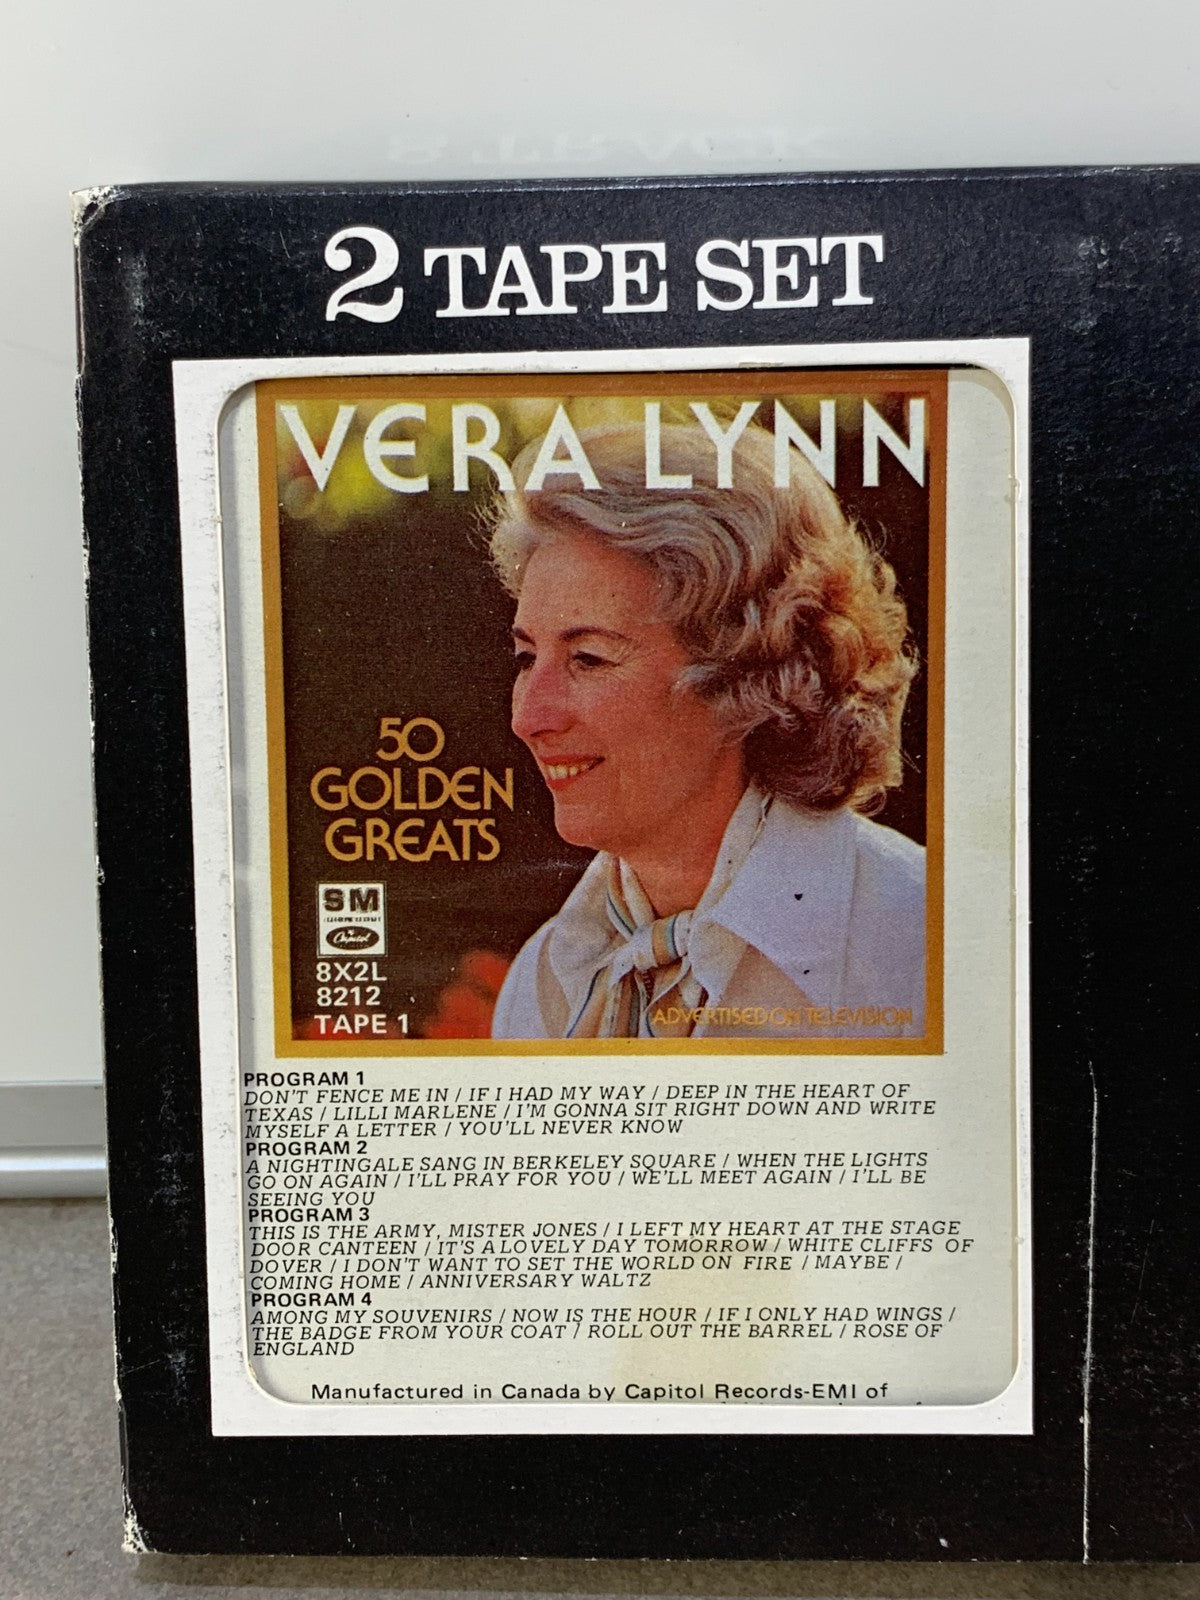 2 TAPE SET
VERA LYNN
50
GOLDEN
GREATS
SM
Capitol
8X2L
8212
TAPE 1
ADVERTISED ON TELEVISION
PROGRAM 1
DON'T FENCE ME IN / IF I HAD MY WAY / DEEP IN THE HEART OF
TEXAS / LILLI MARLENE / I'M GONNA SIT RIGHT DOWN AND WRITE
MYSELF A LETTER / YOU'LL NEVER KNOW
PROGRAM 2
A NIGHTINGALE SANG IN BERKELEY SQUARE / WHEN THE LIGHTS
GO ON AGAIN / I'LL PRAY FOR YOU / WE'LL MEET AGAIN / I'LL BE
SEEING YOU
PROGRAM 3
THIS IS THE ARMY, MISTER JONES / I LEFT MY HEART AT THE STAGE
DOOR CANTEEN / IT'S A LOVELY DAY TOMORROW / WHITE CLIFFS OF
DOVER / I DON'T WANT TO SET THE WORLD ON FIRE / MAYBE /
COMING HOME / ANNIVERSARY WALTZ
PROGRAM 4
AMONG MY SOUVENIRS / NOW IS THE HOUR / IF I ONLY HAD WINGS /
THE BADGE FROM YOUR COAT / ROLL OUT THE BARREL / ROSE OF
ENGLAND
Manufactured in Canada by Capitol Records-EMI of